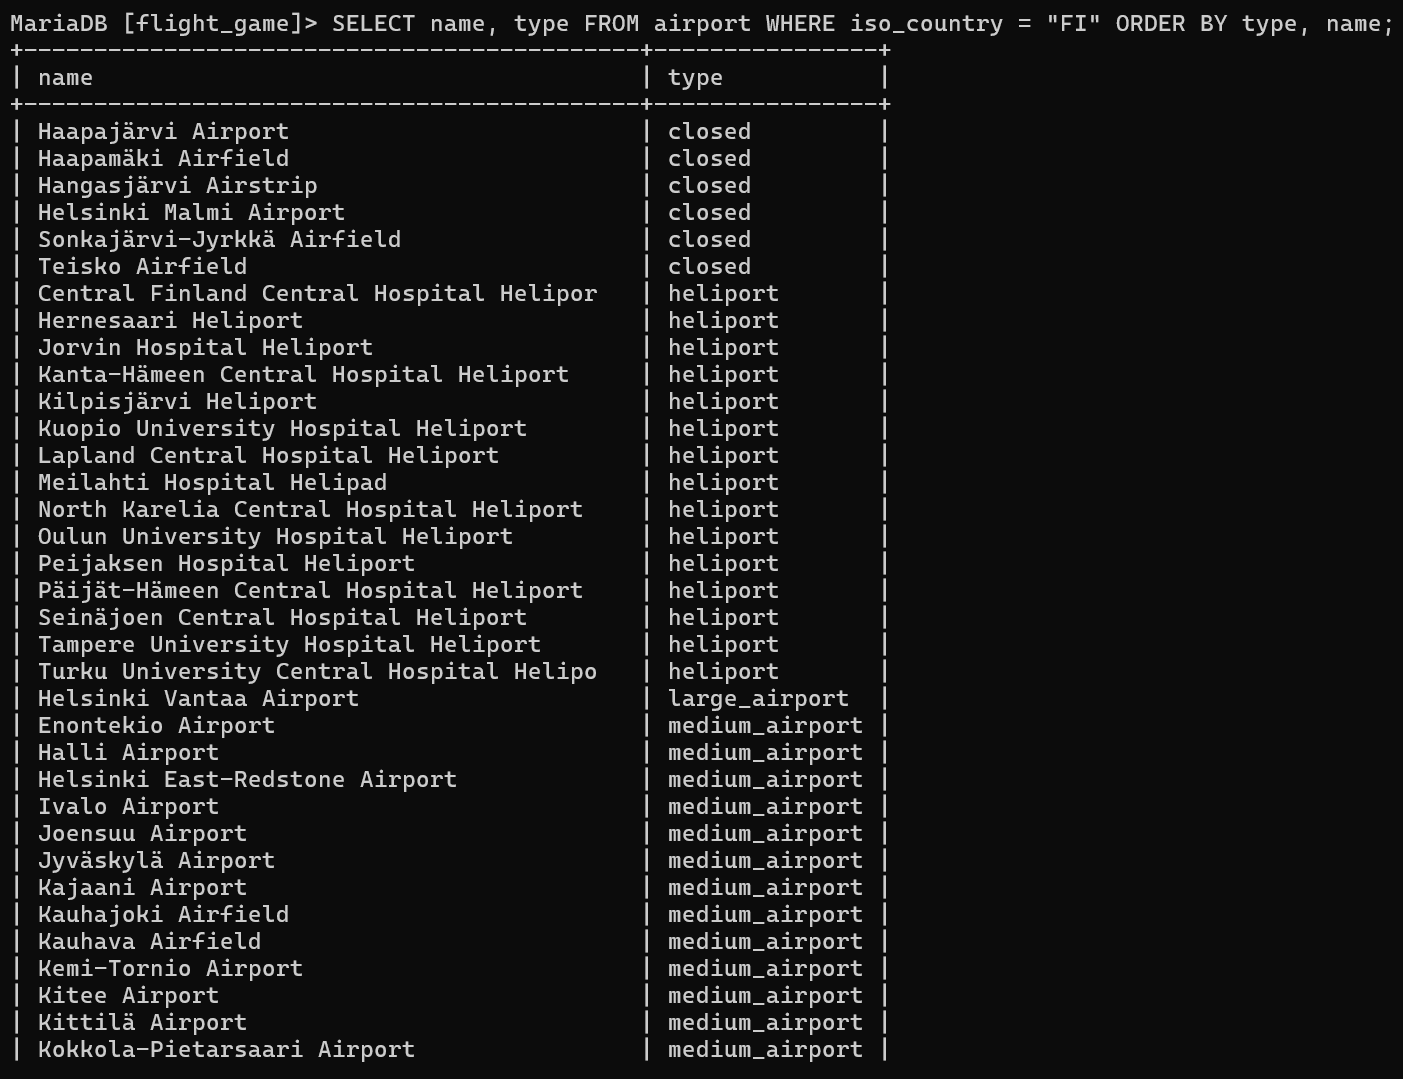 MariaDB [flight_game]> SELECT name, type FROM airport WHERE iso_country = "FI" ORDER BY type, name;
+--------------------------------------------+----------------+
| name                                       | type           |
+--------------------------------------------+----------------+
| Haapajärvi Airport                         | closed         |
| Haapamäki Airfield                         | closed         |
| Hangasjärvi Airstrip                       | closed         |
| Helsinki Malmi Airport                     | closed         |
| Sonkajärvi-Jyrkkä Airfield                 | closed         |
| Teisko Airfield                            | closed         |
| Central Finland Central Hospital Helipor   | heliport       |
| Hernesaari Heliport                        | heliport       |
| Jorvin Hospital Heliport                   | heliport       |
| Kanta-Hämeen Central Hospital Heliport     | heliport       |
| Kilpisjärvi Heliport                       | heliport       |
| Kuopio University Hospital Heliport        | heliport       |
| Lapland Central Hospital Heliport          | heliport       |
| Meilahti Hospital Helipad                  | heliport       |
| North Karelia Central Hospital Heliport    | heliport       |
| Oulun University Hospital Heliport         | heliport       |
| Peijaksen Hospital Heliport                | heliport       |
| Päijät-Hämeen Central Hospital Heliport    | heliport       |
| Seinäjoen Central Hospital Heliport        | heliport       |
| Tampere University Hospital Heliport       | heliport       |
| Turku University Central Hospital Helipo   | heliport       |
| Helsinki Vantaa Airport                    | large_airport  |
| Enontekio Airport                          | medium_airport |
| Halli Airport                              | medium_airport |
| Helsinki East-Redstone Airport             | medium_airport |
| Ivalo Airport                              | medium_airport |
| Joensuu Airport                            | medium_airport |
| Jyväskylä Airport                          | medium_airport |
| Kajaani Airport                            | medium_airport |
| Kauhajoki Airfield                         | medium_airport |
| Kauhava Airfield                           | medium_airport |
| Kemi-Tornio Airport                        | medium_airport |
| Kitee Airport                              | medium_airport |
| Kittilä Airport                            | medium_airport |
| Kokkola-Pietarsaari Airport                | medium_airport |